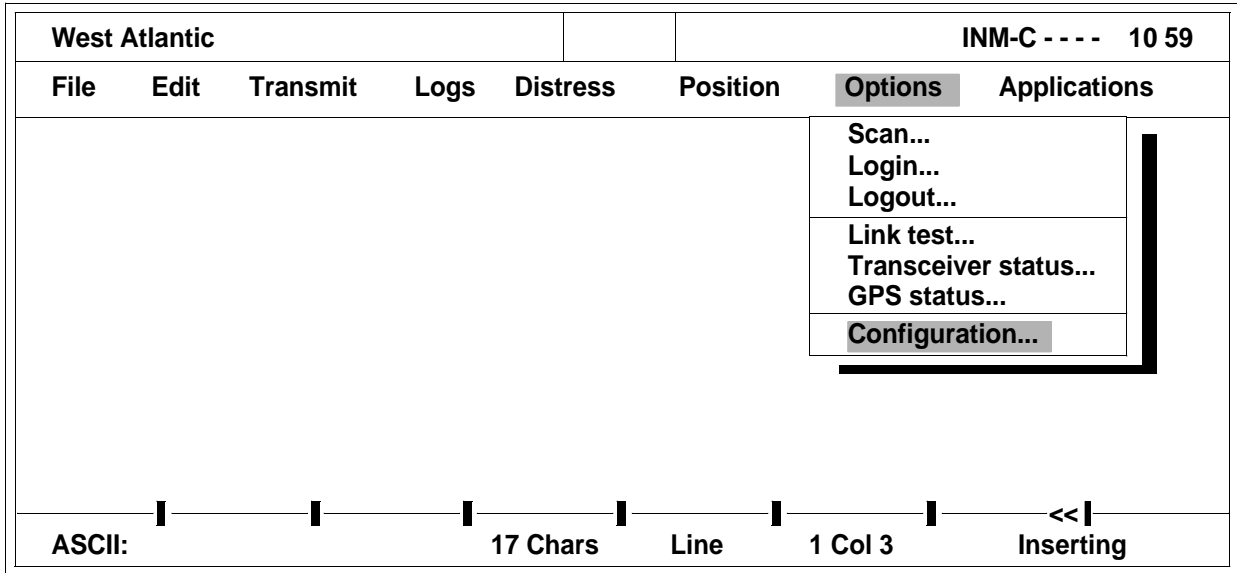 West Atlantic INM-C - - - - 10 59
File Edit Transmit Logs Distress Position Options Applications
Scan...
Login...
Logout...
Link test...
Transceiver status...
GPS status...
Configuration...
<<
ASCII: 17 Chars Line 1 Col 3 Inserting